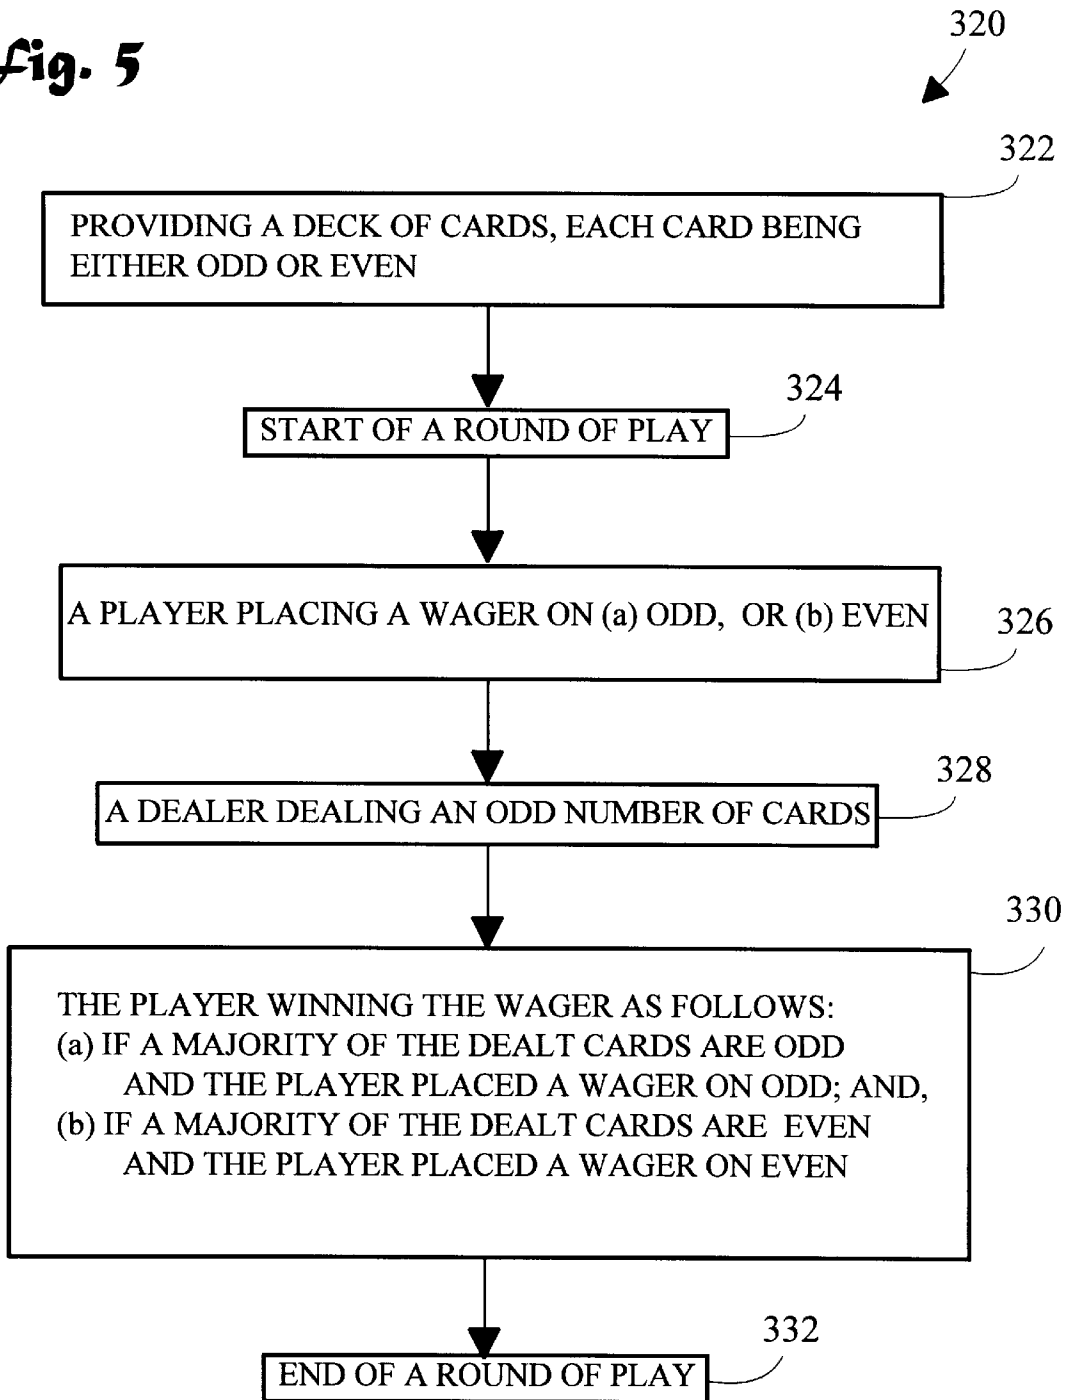 Fig. 5
320
322
PROVIDING A DECK OF CARDS, EACH CARD BEING
EITHER ODD OR EVEN
324
START OF A ROUND OF PLAY
A PLAYER PLACING A WAGER ON (a) ODD, OR (b) EVEN
326
328
A DEALER DEALING AN ODD NUMBER OF CARDS
330
THE PLAYER WINNING THE WAGER AS FOLLOWS:
(a) IF A MAJORITY OF THE DEALT CARDS ARE ODD
AND THE PLAYER PLACED A WAGER ON ODD; AND,
(b) IF A MAJORITY OF THE DEALT CARDS ARE EVEN
AND THE PLAYER PLACED A WAGER ON EVEN
332
END OF A ROUND OF PLAY